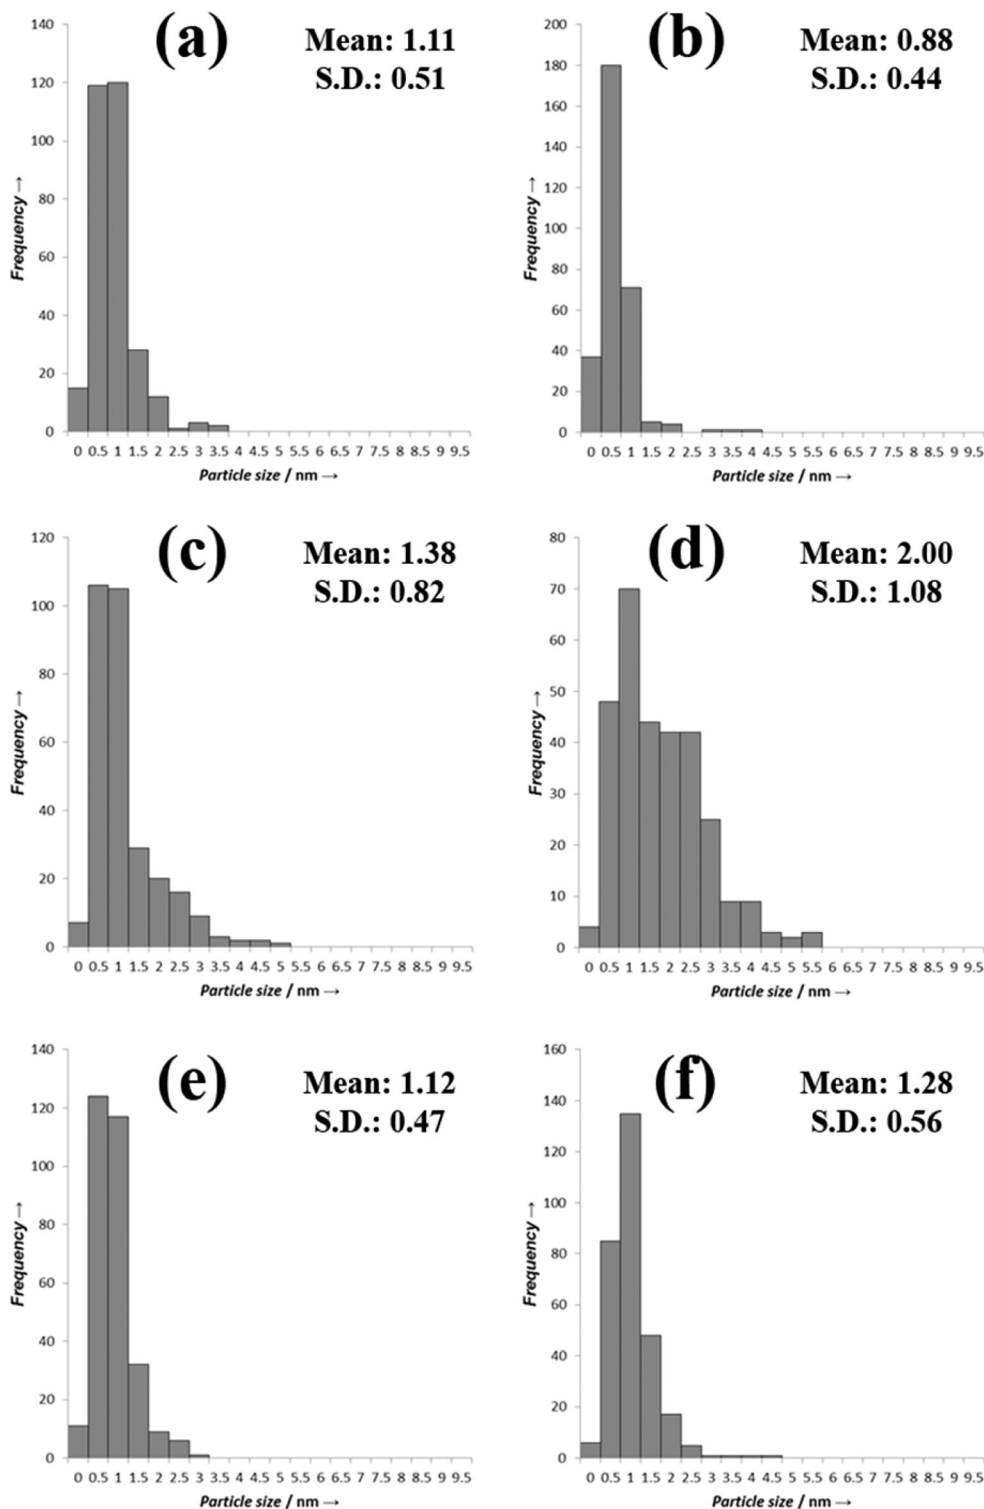 (a)
Mean: 1.11
S.D.: 0.51
140
120
100
80
60
40
20
0
Frequency →
0 0.5 1 1.5 2 2.5 3 3.5 4 4.5 5 5.5 6 6.5 7 7.5 8 8.5 9 9.5
Particle size / nm →
(b)
Mean: 0.88
S.D.: 0.44
200
180
160
140
120
100
80
60
40
20
0
Frequency →
0 0.5 1 1.5 2 2.5 3 3.5 4 4.5 5 5.5 6 6.5 7 7.5 8 8.5 9 9.5
Particle size / nm →
(c)
Mean: 1.38
S.D.: 0.82
120
100
80
60
40
20
0
Frequency →
0 0.5 1 1.5 2 2.5 3 3.5 4 4.5 5 5.5 6 6.5 7 7.5 8 8.5 9 9.5
Particle size / nm →
(d)
Mean: 2.00
S.D.: 1.08
80
70
60
50
40
30
20
10
0
Frequency →
0 0.5 1 1.5 2 2.5 3 3.5 4 4.5 5 5.5 6 6.5 7 7.5 8 8.5 9 9.5
Particle size / nm →
(e)
Mean: 1.12
S.D.: 0.47
140
120
100
80
60
40
20
0
Frequency →
0 0.5 1 1.5 2 2.5 3 3.5 4 4.5 5 5.5 6 6.5 7 7.5 8 8.5 9 9.5
Particle size / nm →
(f)
Mean: 1.28
S.D.: 0.56
160
140
120
100
80
60
40
20
0
Frequency →
0 0.5 1 1.5 2 2.5 3 3.5 4 4.5 5 5.5 6 6.5 7 7.5 8 8.5 9 9.5
Particle size / nm →